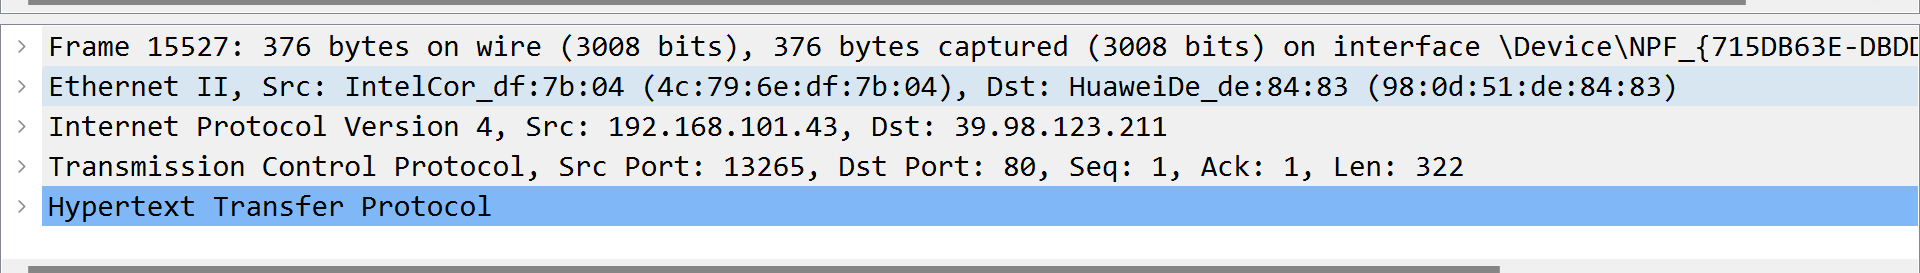 Frame 15527: 376 bytes on wire (3008 bits), 376 bytes captured (3008 bits) on interface \Device\NPF_{715DB63E-DBDD
Ethernet II, Src: IntelCor_df:7b:04 (4c:79:6e:df:7b:04), Dst: HuaweiDe_de:84:83 (98:0d:51:de:84:83)
Internet Protocol Version 4, Src: 192.168.101.43, Dst: 39.98.123.211
Transmission Control Protocol, Src Port: 13265, Dst Port: 80, Seq: 1, Ack: 1, Len: 322
Hypertext Transfer Protocol